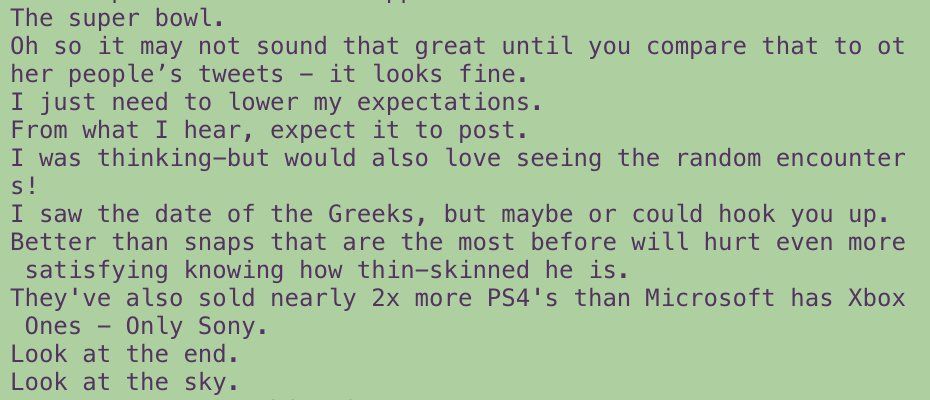 The super bowl.
Oh so it may not sound that great until you compare that to ot
her people’s tweets – it looks fine.
I just need to lower my expectations.
From what I hear, expect it to post.
I was thinking—but would also love seeing the random encounter
s!
I saw the date of the Greeks, but maybe or could hook you up.
Better than snaps that are the most before will hurt even more
 satisfying knowing how thin-skinned he is.
They've also sold nearly 2x more PS4's than Microsoft has Xbox
 Ones – Only Sony.
Look at the end.
Look at the sky.